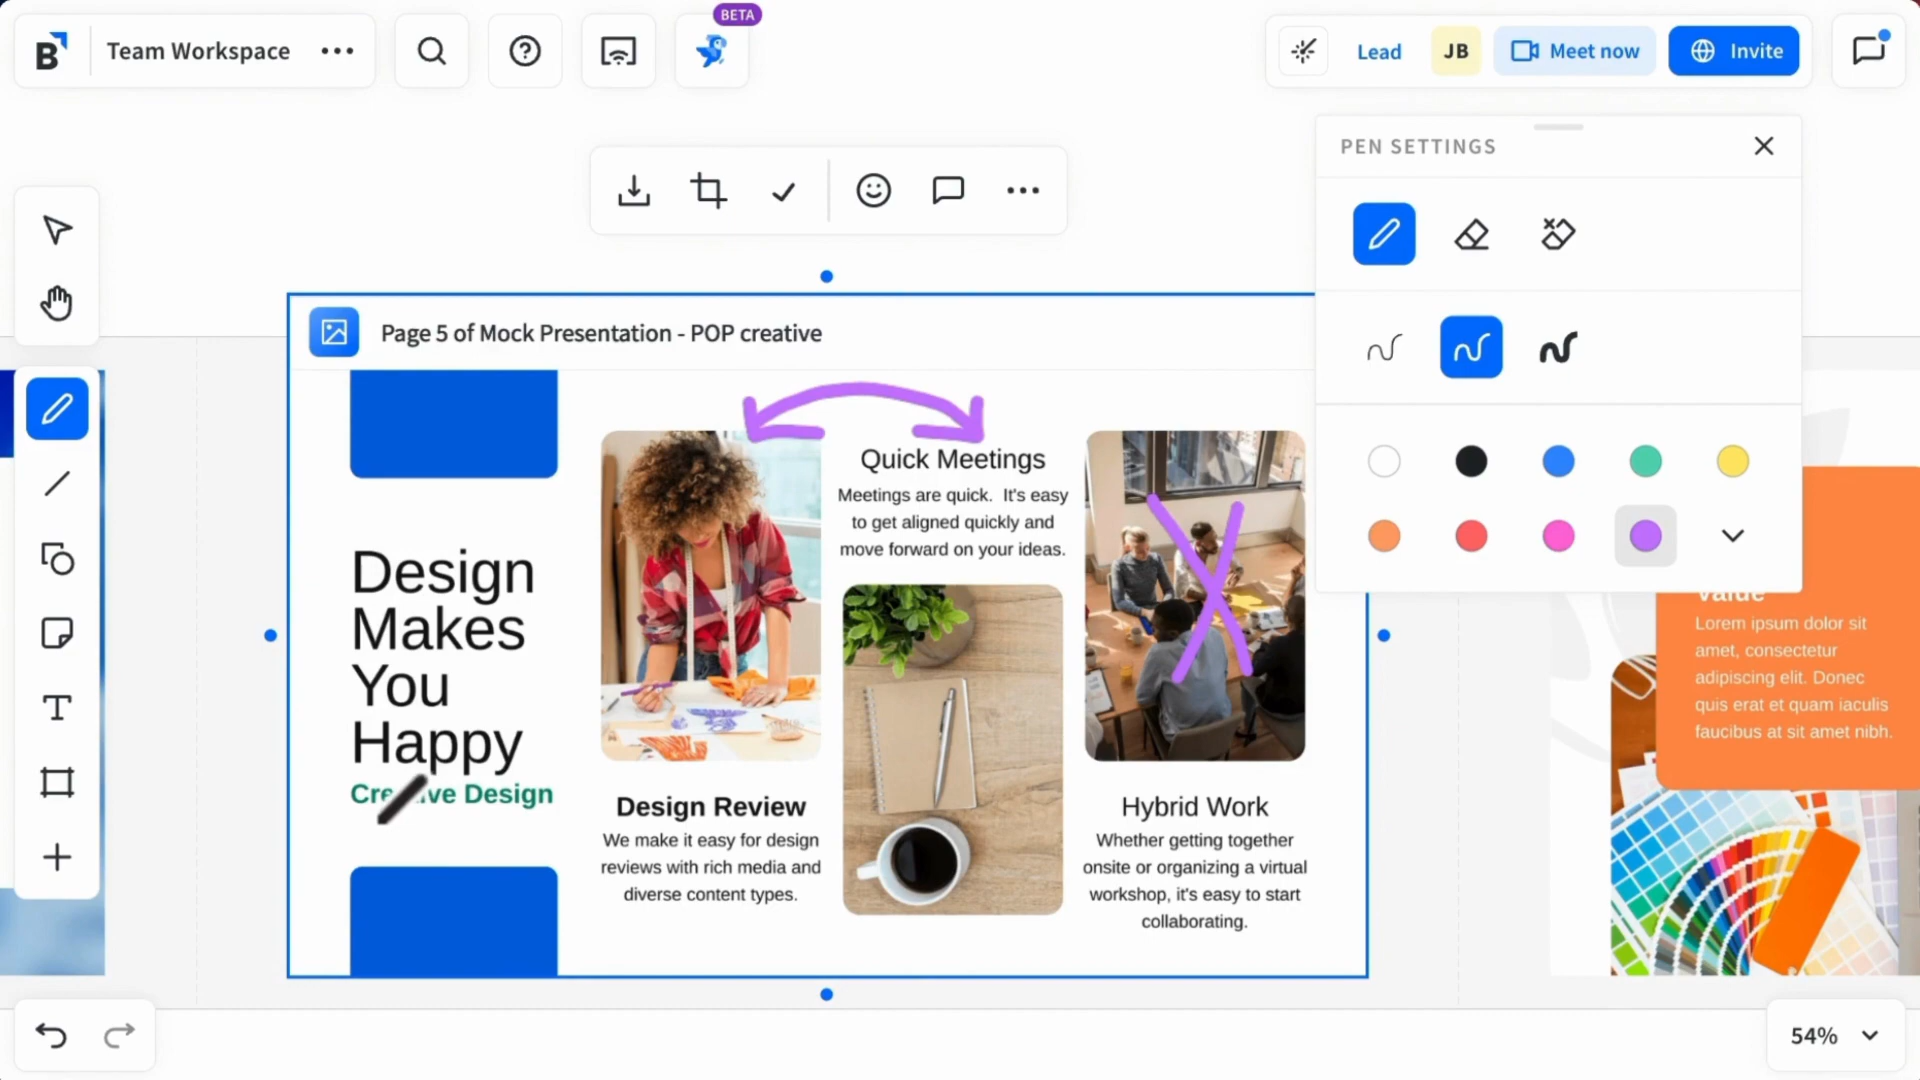 BETA
B
Team Workspace
Lead
JB
Meet now
Invite
PEN SETTINGS
Page 5 of Mock Presentation - POP creative
Design
Makes
You
Happy
Design
Quick Meetings
Meetings are quick. It's easy
to get aligned quickly and
move forward on your ideas.
Design Review
We make it easy for design
reviews with rich media and
diverse content types.
Hybrid Work
Whether getting together
onsite or organizing a virtual
workshop, it's easy to start
collaborating.
Value
Lorem ipsum dolor sit
amet, consectetur
adipiscing elit. Donec
quis erat et quam iaculis
faucibus at sit amet nibh.
54%